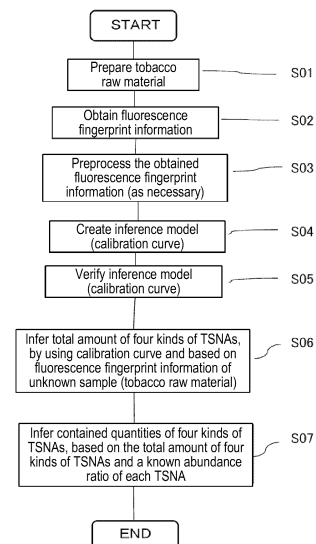 START
Prepare tobacco
raw material
S01
Obtain fluorescence
fingerprint information
S02
Preprocess the obtained
fluorescence fingerprint
information (as necessary)
S03
Create inference model
(calibration curve)
S04
Verify inference model
(calibration curve)
S05
Infer total amount of four kinds of TSNAs,
by using calibration curve and based on
fluorescence fingerprint information of
unknown sample (tobacco raw material)
S06
Infer contained quantities of four kinds of
TSNAs, based on the total amount of four
kinds of TSNAs and a known abundance
ratio of each TSNA
S07
END